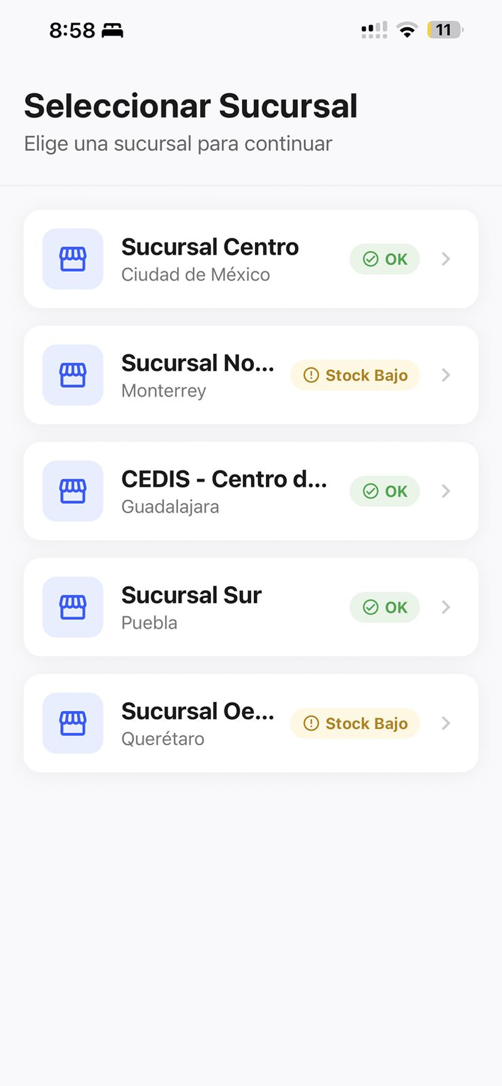 8:58
11
Seleccionar Sucursal
Elige una sucursal para continuar
Sucursal Centro
Ciudad de México
OK
Sucursal No...
Monterrey
Stock Bajo
CEDIS - Centro d...
Guadalajara
OK
Sucursal Sur
Puebla
OK
Sucursal Oe...
Querétaro
Stock Bajo